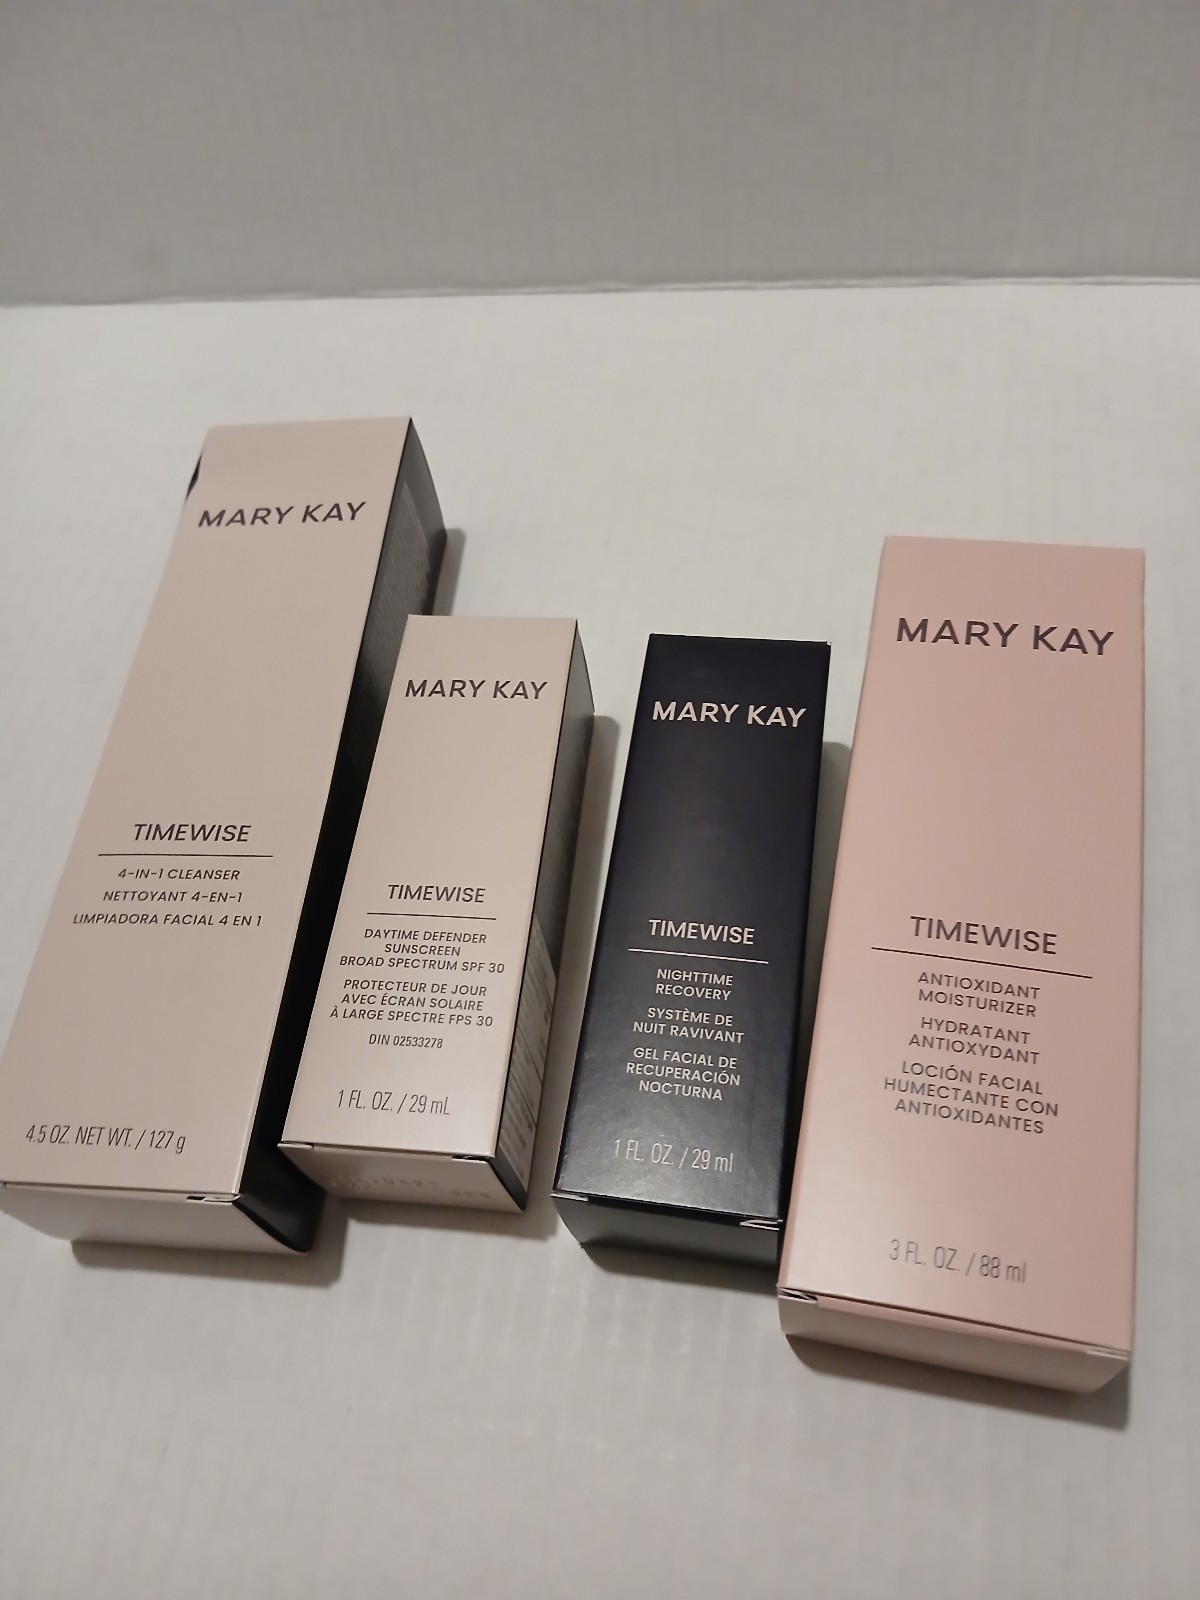 MARY KAY
TIMEWISE
4-IN-1 CLEANSER
NETTOYANT 4-EN-1
LIMPIADORA FACIAL 4 EN 1
4.5 OZ. NET WT. / 127 g
MARY KAY
TIMEWISE
DAYTIME DEFENDER
SUNSCREEN
BROAD SPECTRUM SPF 30
PROTECTEUR DE JOUR
AVEC ÉCRAN SOLAIRE
À LARGE SPECTRE FPS 30
DIN 02533278
1 FL. OZ. / 29 mL
MARY KAY
TIMEWISE
NIGHTTIME
RECOVERY
SYSTÈME DE
NUIT RAVIVANT
GEL FACIAL DE
RECUPERACIÓN
NOCTURNA
1 FL. OZ. / 29 ml
MARY KAY
TIMEWISE
ANTIOXIDANT
MOISTURIZER
HYDRATANT
ANTIOXYDANT
LOCIÓN FACIAL
HUMECTANTE CON
ANTIOXIDANTES
3 FL. OZ. / 88 ml